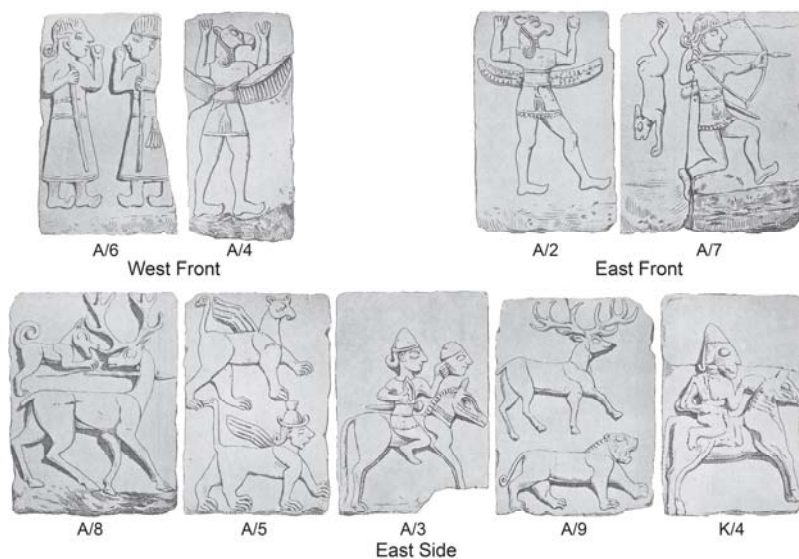 A/6 A/4 A/2 A/7
West Front East Front
A/8 A/5 A/3 A/9 K/4
East Side